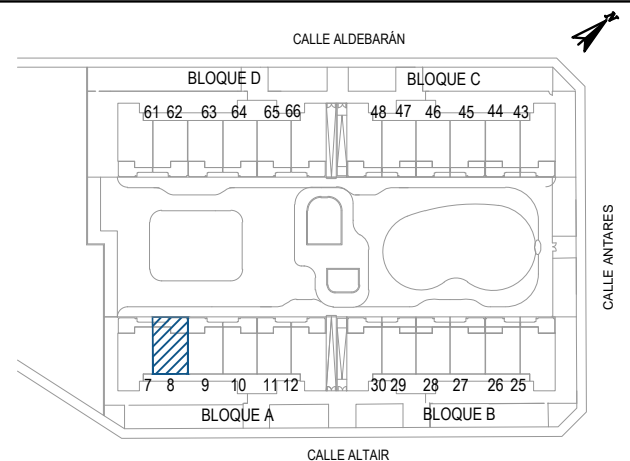 CALLE ALDEBARÁN
BLOQUE D BLOQUE C
61 62 63 64 65 66 48 47 46 45 44 43
CALLE ANTARES
7 8 9 10 11 12 30 29 28 27 26 25
BLOQUE A BLOQUE B
CALLE ALTAIR